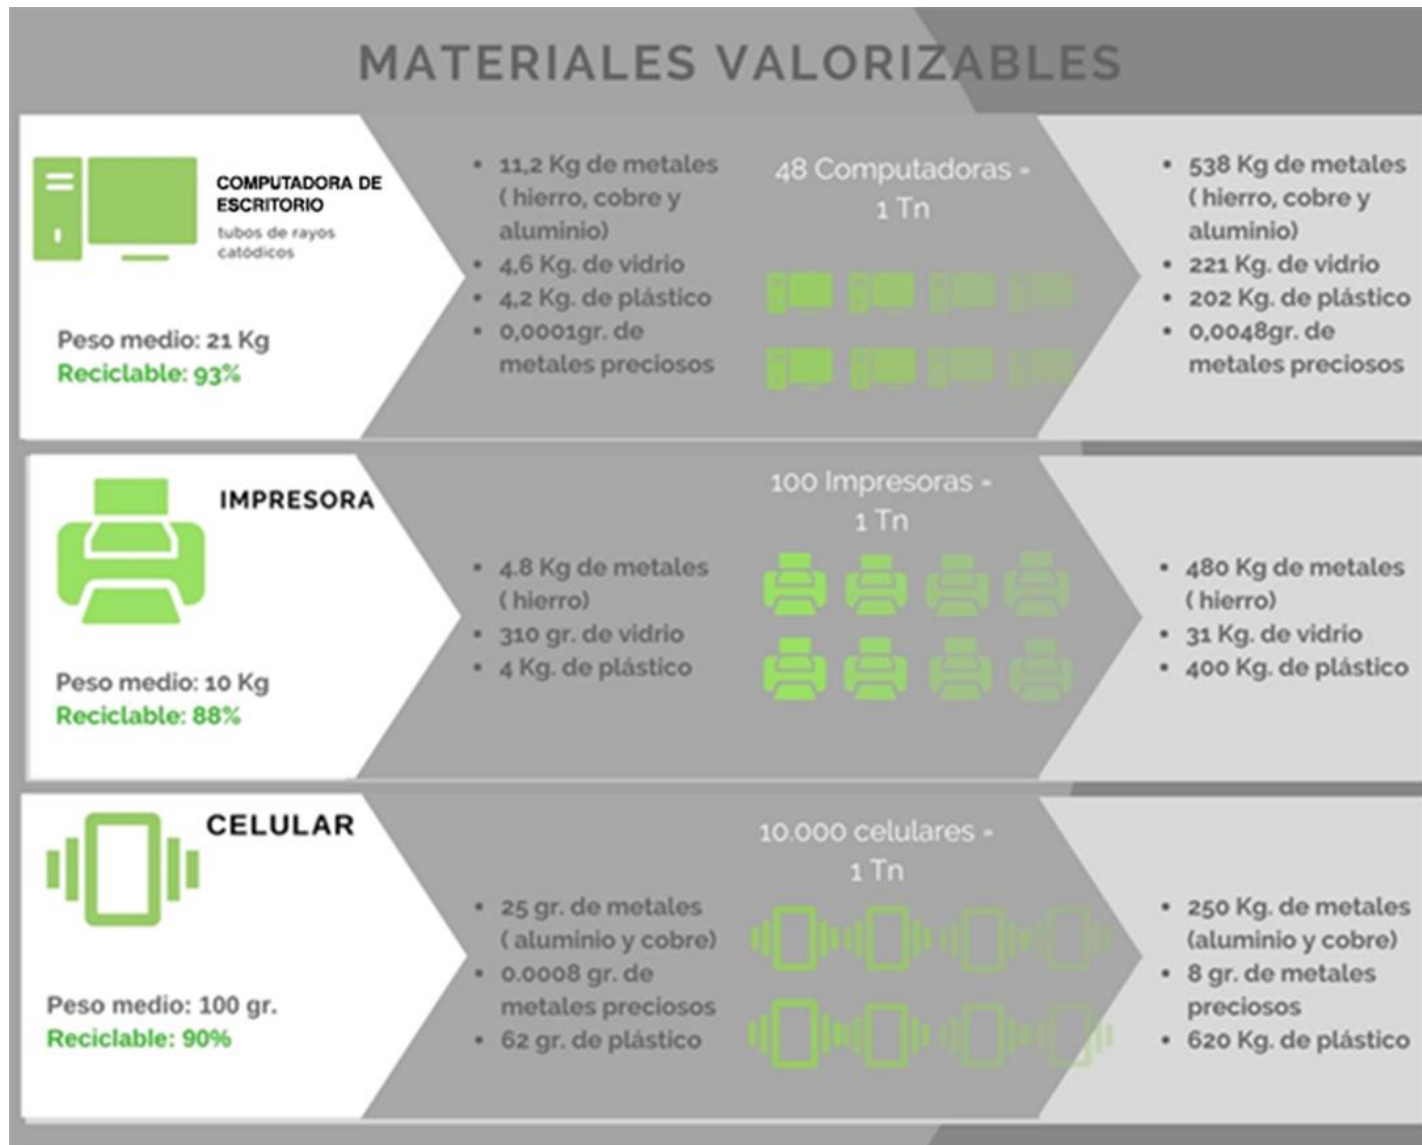 MATERIALES VALORIZABLES
COMPUTADORA DE
ESCRITORIO
tubos de rayos
catódicos
Peso medio: 21 Kg
Reciclable: 93%
• 11,2 Kg de metales
( hierro, cobre y
aluminio)
• 4,6 Kg. de vidrio
• 4,2 Kg. de plástico
• 0,0001gr. de
metales preciosos
48 Computadoras =
1 Tn
• 538 Kg de metales
( hierro, cobre y
aluminio)
• 221 Kg. de vidrio
• 202 Kg. de plástico
• 0,0048gr. de
metales preciosos
IMPRESORA
Peso medio: 10 Kg
Reciclable: 88%
• 4.8 Kg de metales
( hierro)
• 310 gr. de vidrio
• 4 Kg. de plástico
100 Impresoras =
1 Tn
• 480 Kg de metales
( hierro)
• 31 Kg. de vidrio
• 400 Kg. de plástico
CELULAR
Peso medio: 100 gr.
Reciclable: 90%
• 25 gr. de metales
( aluminio y cobre)
• 0.0008 gr. de
metales preciosos
• 62 gr. de plástico
10.000 celulares =
1 Tn
• 250 Kg. de metales
(aluminio y cobre)
• 8 gr. de metales
preciosos
• 620 Kg. de plástico